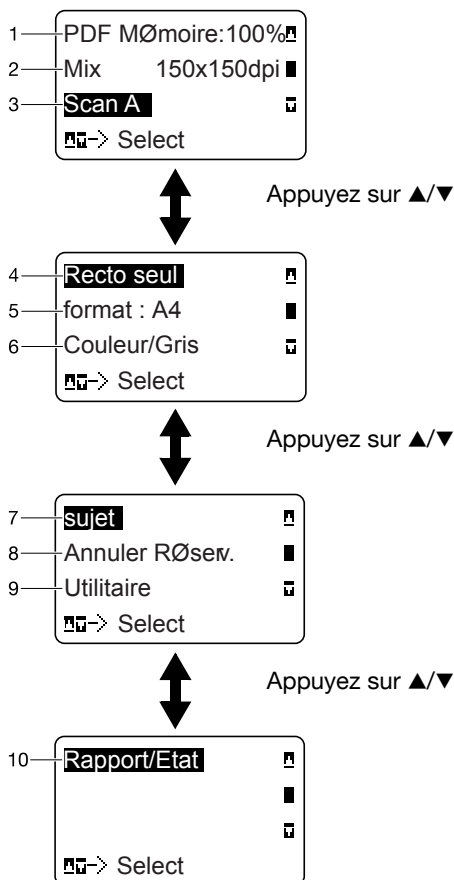 1 PDF MØmoire:100%
2 Mix 150x150dpi
3 Scan A
-> Select
Appuyez sur ▲/▼
4 Recto seul
5 format : A4
6 Couleur/Gris
-> Select
Appuyez sur ▲/▼
7 sujet
8 Annuler RØserv.
9 Utilitaire
-> Select
Appuyez sur ▲/▼
10 Rapport/Etat
-> Select